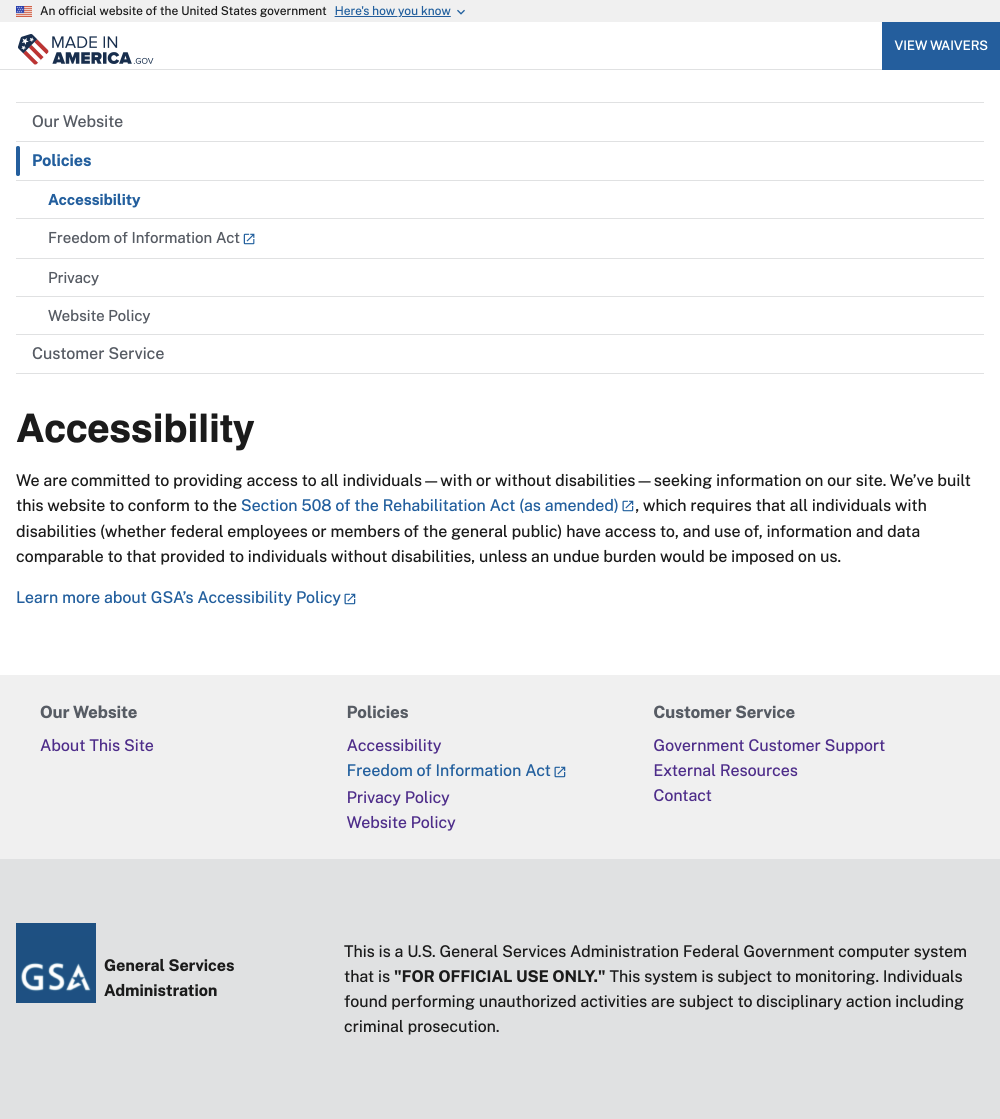 An official website of the United States government Here's how you know
MADE IN
AMERICA.GOV
VIEW WAIVERS
Our Website
Policies
Accessibility
Freedom of Information Act
Privacy
Website Policy
Customer Service
Accessibility
We are committed to providing access to all individuals — with or without disabilities — seeking information on our site. We’ve built
this website to conform to the Section 508 of the Rehabilitation Act (as amended), which requires that all individuals with
disabilities (whether federal employees or members of the general public) have access to, and use of, information and data
comparable to that provided to individuals without disabilities, unless an undue burden would be imposed on us.
Learn more about GSA’s Accessibility Policy
Our Website
About This Site
Policies
Accessibility
Freedom of Information Act
Privacy Policy
Website Policy
Customer Service
Government Customer Support
External Resources
Contact
GSA
General Services
Administration
This is a U.S. General Services Administration Federal Government computer system
that is "FOR OFFICIAL USE ONLY." This system is subject to monitoring. Individuals
found performing unauthorized activities are subject to disciplinary action including
criminal prosecution.